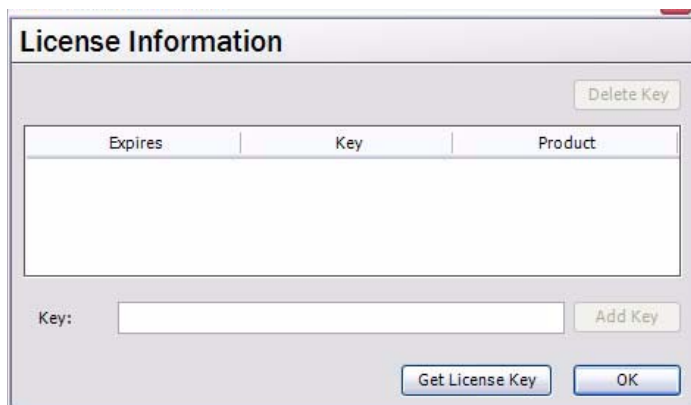 License Information
Delete Key
Expires Key Product
Key: Add Key
Get License Key OK